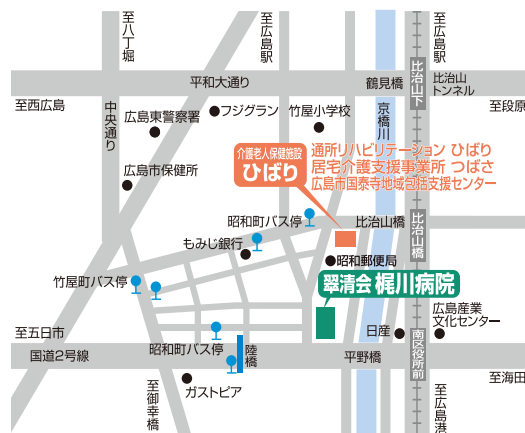 至八丁堀
至広島駅
至広島駅
平和大通り
鶴見橋
比治山下
比治山
トンネル
至西広島
至段原
中央通り
広島東警察署
フジグラン
竹屋小学校
京橋川
介護老人保健施設
ひばり
通所リハビリテーション ひばり
居宅介護支援事業所 つばさ
広島市国泰寺地域包括支援センター
広島市保健所
昭和町バス停
比治山橋
比治山橋
もみじ銀行
昭和郵便局
竹屋町バス停
翠清会 梶川病院
広島産業
文化センター
日産
至五日市
国道2号線
昭和町バス停
陸橋
平野橋
南区役所前
至海田
ガストピア
至御幸橋
至広島港